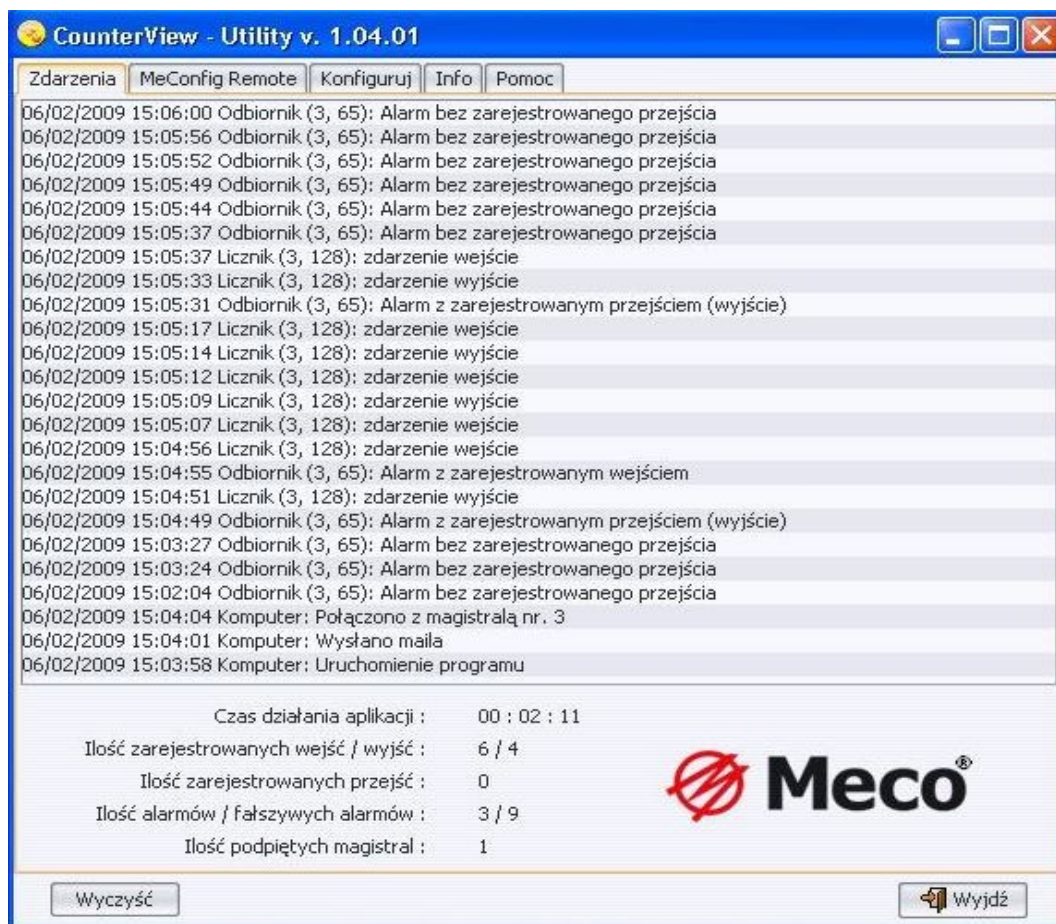 CounterView - Utility v. 1.04.01
Zdarzenia MeConfig Remote Konfiguruj Info Pomoc
06/02/2009 15:06:00 Odbiornik (3, 65): Alarm bez zarejestrowanego przejścia
06/02/2009 15:05:56 Odbiornik (3, 65): Alarm bez zarejestrowanego przejścia
06/02/2009 15:05:52 Odbiornik (3, 65): Alarm bez zarejestrowanego przejścia
06/02/2009 15:05:49 Odbiornik (3, 65): Alarm bez zarejestrowanego przejścia
06/02/2009 15:05:44 Odbiornik (3, 65): Alarm bez zarejestrowanego przejścia
06/02/2009 15:05:37 Odbiornik (3, 65): Alarm bez zarejestrowanego przejścia
06/02/2009 15:05:37 Licznik (3, 128): zdarzenie wejście
06/02/2009 15:05:33 Licznik (3, 128): zdarzenie wyjście
06/02/2009 15:05:31 Odbiornik (3, 65): Alarm z zarejestrowanym przejściem (wyjście)
06/02/2009 15:05:17 Licznik (3, 128): zdarzenie wejście
06/02/2009 15:05:14 Licznik (3, 128): zdarzenie wyjście
06/02/2009 15:05:12 Licznik (3, 128): zdarzenie wejście
06/02/2009 15:05:09 Licznik (3, 128): zdarzenie wyjście
06/02/2009 15:05:07 Licznik (3, 128): zdarzenie wejście
06/02/2009 15:04:56 Licznik (3, 128): zdarzenie wejście
06/02/2009 15:04:55 Odbiornik (3, 65): Alarm z zarejestrowanym wejściem
06/02/2009 15:04:51 Licznik (3, 128): zdarzenie wyjście
06/02/2009 15:04:49 Odbiornik (3, 65): Alarm z zarejestrowanym przejściem (wyjście)
06/02/2009 15:03:27 Odbiornik (3, 65): Alarm bez zarejestrowanego przejścia
06/02/2009 15:03:24 Odbiornik (3, 65): Alarm bez zarejestrowanego przejścia
06/02/2009 15:02:04 Odbiornik (3, 65): Alarm bez zarejestrowanego przejścia
06/02/2009 15:04:04 Komputer: Połączono z magistralą nr. 3
06/02/2009 15:04:01 Komputer: Wysłano maila
06/02/2009 15:03:58 Komputer: Uruchomienie programu
Czas działania aplikacji : 00 : 02 : 11
Ilość zarejestrowanych wejść / wyjść : 6 / 4
Ilość zarejestrowanych przejść : 0
Ilość alarmów / fałszywych alarmów : 3 / 9
Ilość podpiętych magistral : 1
Meco®
Wyczyść Wyjdź